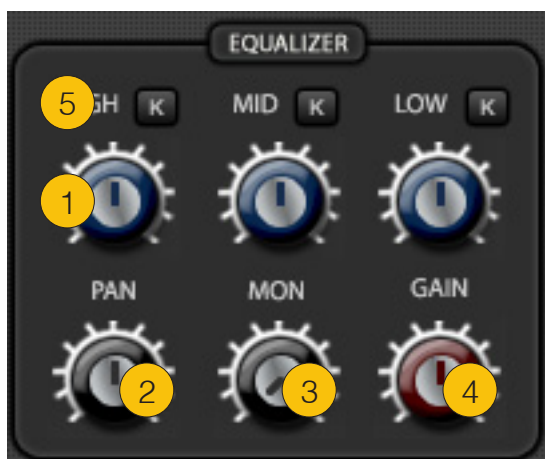 EQUALIZER
5 GH K MID K LOW K
1
PAN MON GAIN
2 3 4